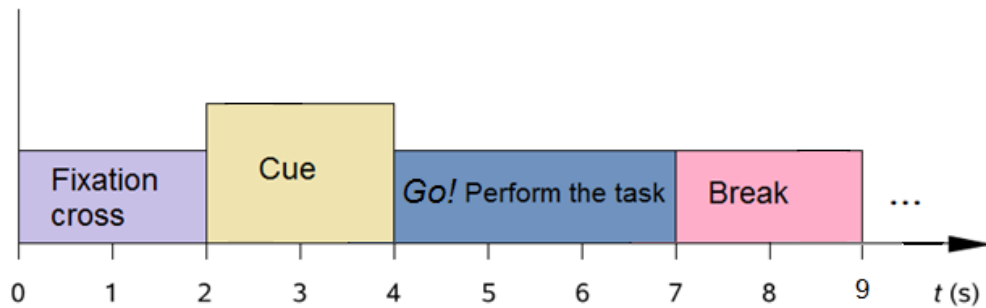 Fixation
cross
Cue
Go! Perform the task
Break
...
0 1 2 3 4 5 6 7 8 9 t (s)